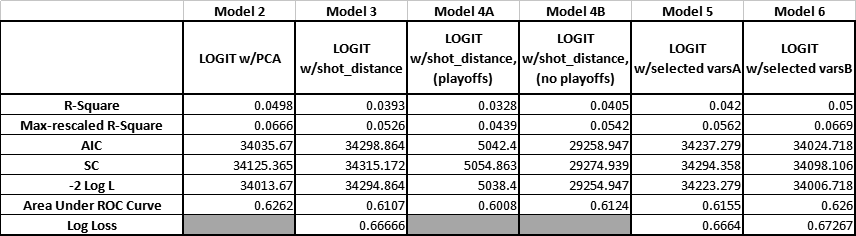 Model 2 Model 3 Model 4A Model 4B Model 5 Model 6
LOGIT w/PCA LOGIT w/shot_distance LOGIT w/shot_distance, (playoffs) LOGIT w/shot_distance, (no playoffs) LOGIT w/selected varsA LOGIT w/selected varsB
R-Square 0.0498 0.0393 0.0328 0.0405 0.042 0.05
Max-rescaled R-Square 0.0666 0.0526 0.0439 0.0542 0.0562 0.0669
AIC 34035.67 34298.864 5042.4 29258.947 34237.279 34024.718
SC 34125.365 34315.172 5054.863 29274.939 34294.358 34098.106
-2 Log L 34013.67 34294.864 5038.4 29254.947 34223.279 34006.718
Area Under ROC Curve 0.6262 0.6107 0.6008 0.6124 0.6155 0.626
Log Loss 0.66666 0.6664 0.67267